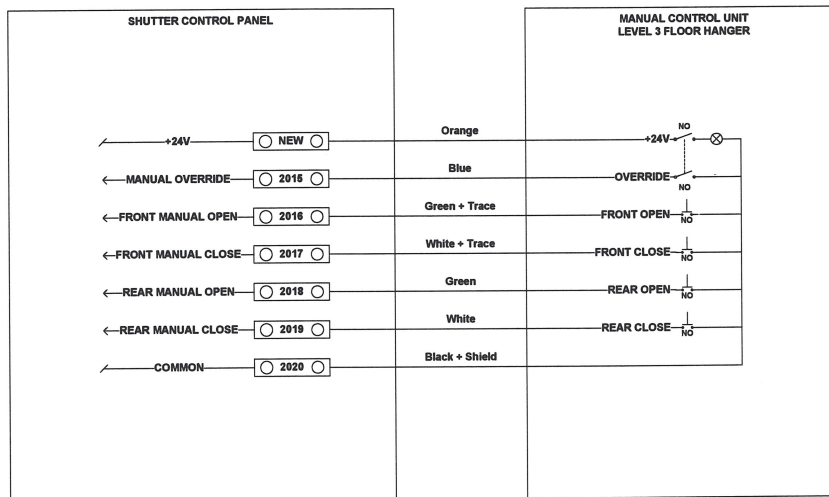 SHUTTER CONTROL PANEL
MANUAL CONTROL UNIT
LEVEL 3 FLOOR HANGER
+24V NEW Orange +24V NO
MANUAL OVERRIDE 2015 Blue OVERRIDE NO
FRONT MANUAL OPEN 2016 Green + Trace FRONT OPEN NO
FRONT MANUAL CLOSE 2017 White + Trace FRONT CLOSE NO
REAR MANUAL OPEN 2018 Green REAR OPEN NO
REAR MANUAL CLOSE 2019 White REAR CLOSE NO
COMMON 2020 Black + Shield